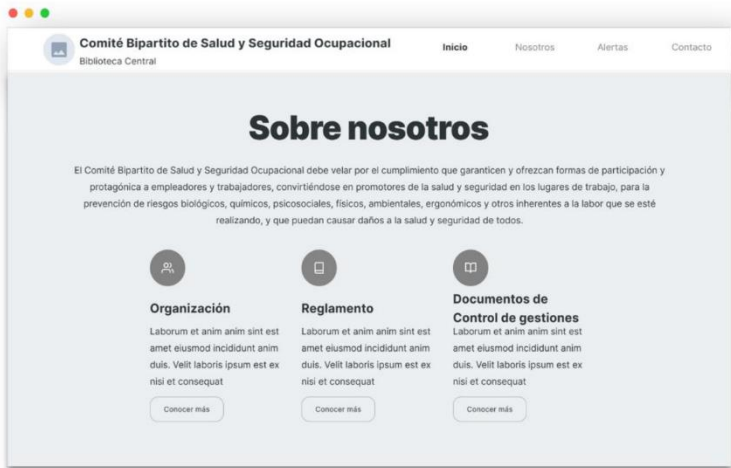 Comité Bipartito de Salud y Seguridad Ocupacional
Biblioteca Central
Inicio
Nosotros
Alertas
Contacto
Sobre nosotros
El Comité Bipartito de Salud y Seguridad Ocupacional debe velar por el cumplimiento que garanticen y ofrezcan formas de participación y
protagónica a empleadores y trabajadores, convirtiéndose en promotores de la salud y seguridad en los lugares de trabajo, para la
prevención de riesgos biológicos, químicos, psicosociales, físicos, ambientales, ergonómicos y otros inherentes a la labor que se esté
realizando, y que puedan causar daños a la salud y seguridad de todos.
Organización
Laborum et anim anim sint est
amet eiusmod incididunt anim
duis. Velit laboris ipsum est ex
nisi et consequat
Conocer más
Reglamento
Laborum et anim anim sint est
amet eiusmod incididunt anim
duis. Velit laboris ipsum est ex
nisi et consequat
Conocer más
Documentos de
Control de gestiones
Laborum et anim anim sint est
amet eiusmod incididunt anim
duis. Velit laboris ipsum est ex
nisi et consequat
Conocer más